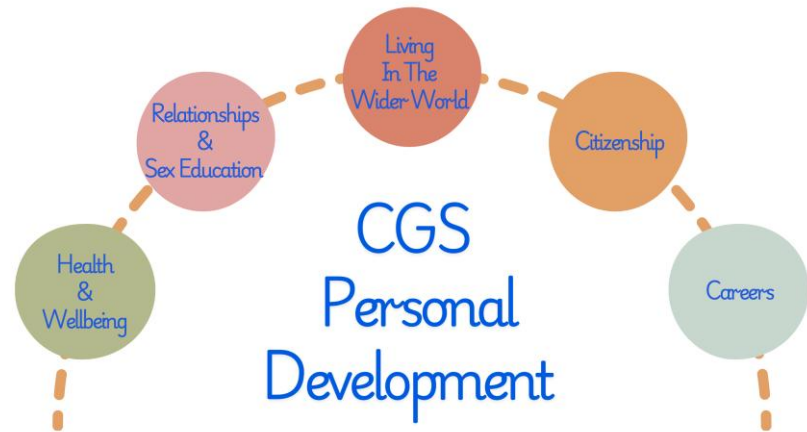 Living
In The
Wider World
Relationships
&
Sex Education
Citizenship
Health
&
Wellbeing
Careers
CGS
Personal
Development